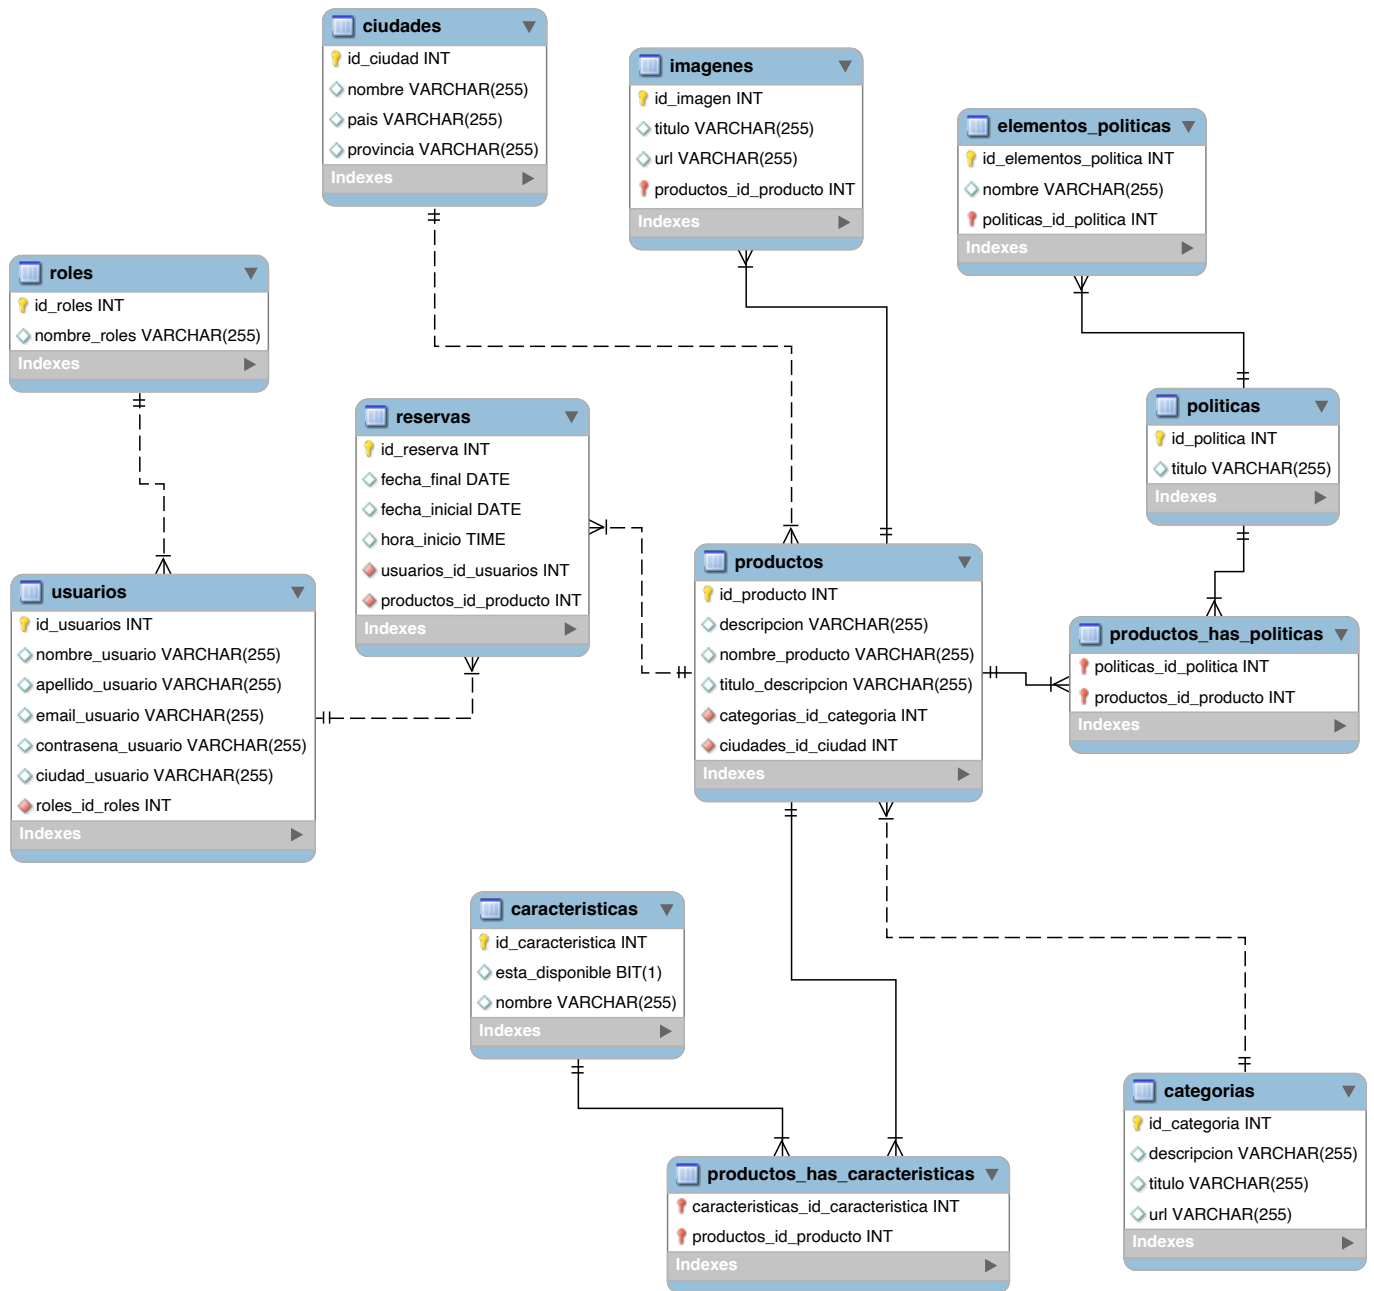 ciudades
id_ciudad INT
nombre VARCHAR(255)
pais VARCHAR(255)
provincia VARCHAR(255)
Indexes
imagenes
id_imagen INT
titulo VARCHAR(255)
url VARCHAR(255)
productos_id_producto INT
Indexes
elementos_politicas
id_elementos_politica INT
nombre VARCHAR(255)
politicas_id_politica INT
Indexes
roles
id_roles INT
nombre_roles VARCHAR(255)
Indexes
reservas
id_reserva INT
fecha_final DATE
fecha_inicial DATE
hora_inicio TIME
usuarios_id_usuarios INT
productos_id_producto INT
Indexes
politicas
id_politica INT
titulo VARCHAR(255)
Indexes
usuarios
id_usuarios INT
nombre_usuario VARCHAR(255)
apellido_usuario VARCHAR(255)
email_usuario VARCHAR(255)
contrasena_usuario VARCHAR(255)
ciudad_usuario VARCHAR(255)
roles_id_roles INT
Indexes
productos
id_producto INT
descripcion VARCHAR(255)
nombre_producto VARCHAR(255)
titulo_descripcion VARCHAR(255)
categorias_id_categoria INT
ciudades_id_ciudad INT
Indexes
productos_has_politicas
politicas_id_politica INT
productos_id_producto INT
Indexes
caracteristicas
id_caracteristica INT
esta_disponible BIT(1)
nombre VARCHAR(255)
Indexes
categorias
id_categoria INT
descripcion VARCHAR(255)
titulo VARCHAR(255)
url VARCHAR(255)
Indexes
productos_has_caracteristicas
caracteristicas_id_caracteristica INT
productos_id_producto INT
Indexes